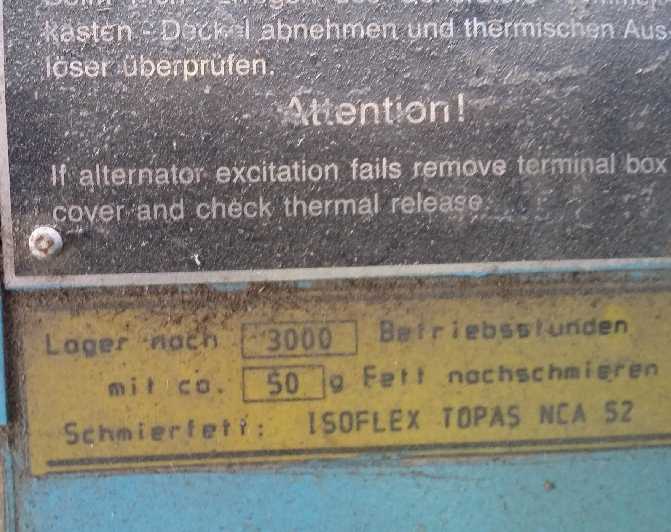 kasten - Deckel abnehmen und thermischen Aus-
löser überprüfen.
Attention!
If alternator excitation fails remove terminal box
cover and check thermal release.
Lager nach 3000 Betriebsstunden
mit ca. 50 g Fett nachschmieren
Schmierfett: ISOFLEX TOPAS NCA 52